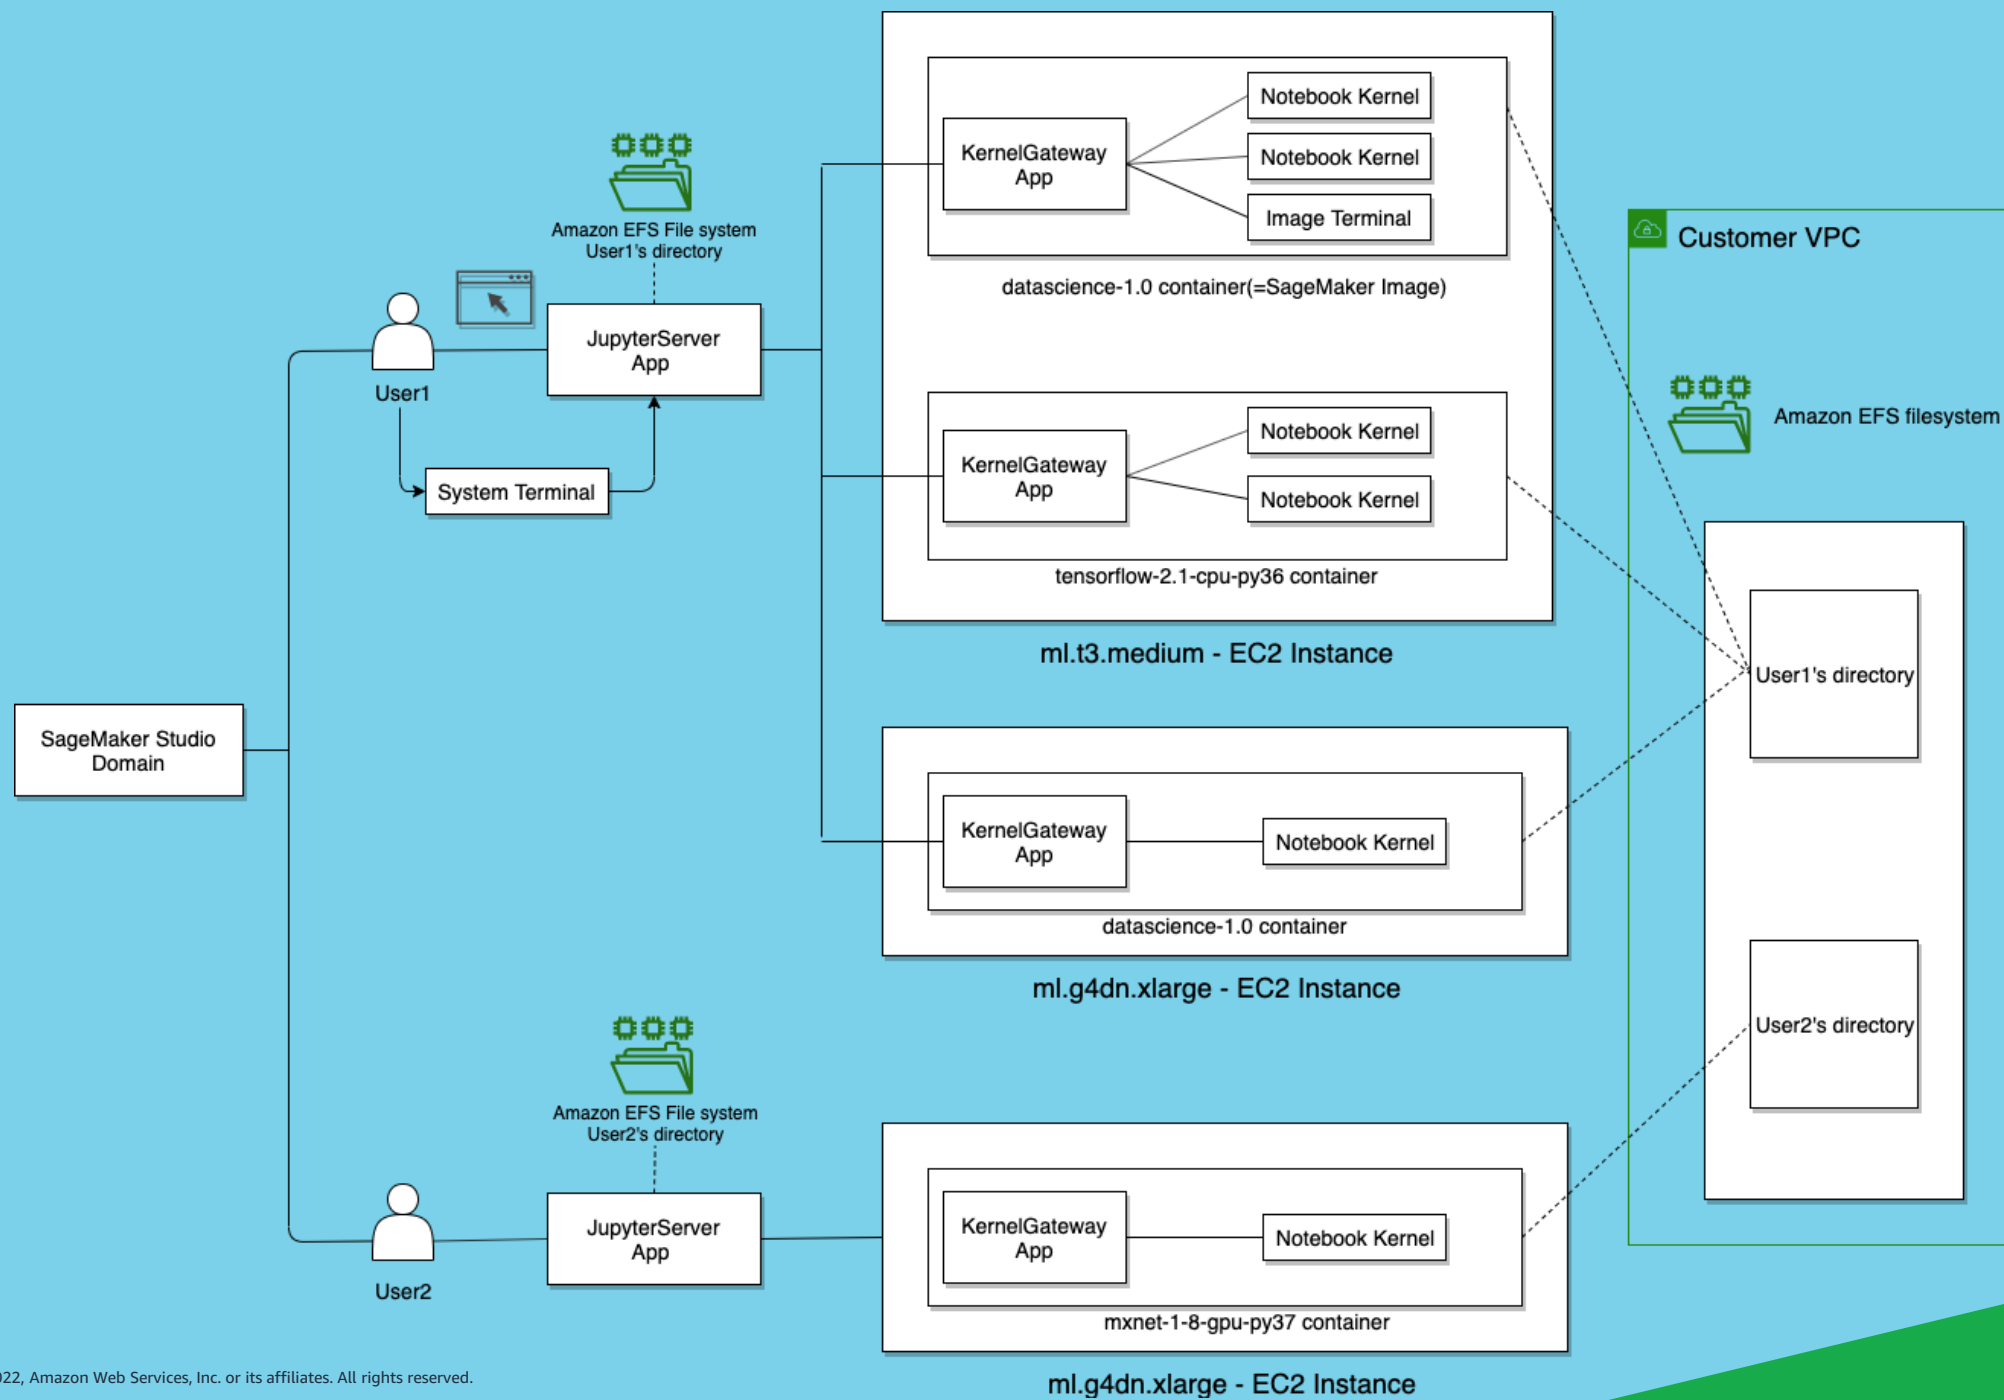 Notebook Kernel
KernelGateway
App
Notebook Kernel
Image Terminal
datascience-1.0 container(=SageMaker Image)
Amazon EFS File system
User1's directory
Customer VPC
JupyterServer
App
User1
System Terminal
Notebook Kernel
KernelGateway
App
Notebook Kernel
tensorflow-2.1-cpu-py36 container
ml.t3.medium - EC2 Instance
Amazon EFS filesystem
User1's directory
SageMaker Studio
Domain
KernelGateway
App
Notebook Kernel
datascience-1.0 container
ml.g4dn.xlarge - EC2 Instance
User2's directory
Amazon EFS File system
User2's directory
JupyterServer
App
User2
KernelGateway
App
Notebook Kernel
mxnet-1-8-gpu-py37 container
ml.g4dn.xlarge - EC2 Instance
22, Amazon Web Services, Inc. or its affiliates. All rights reserved.